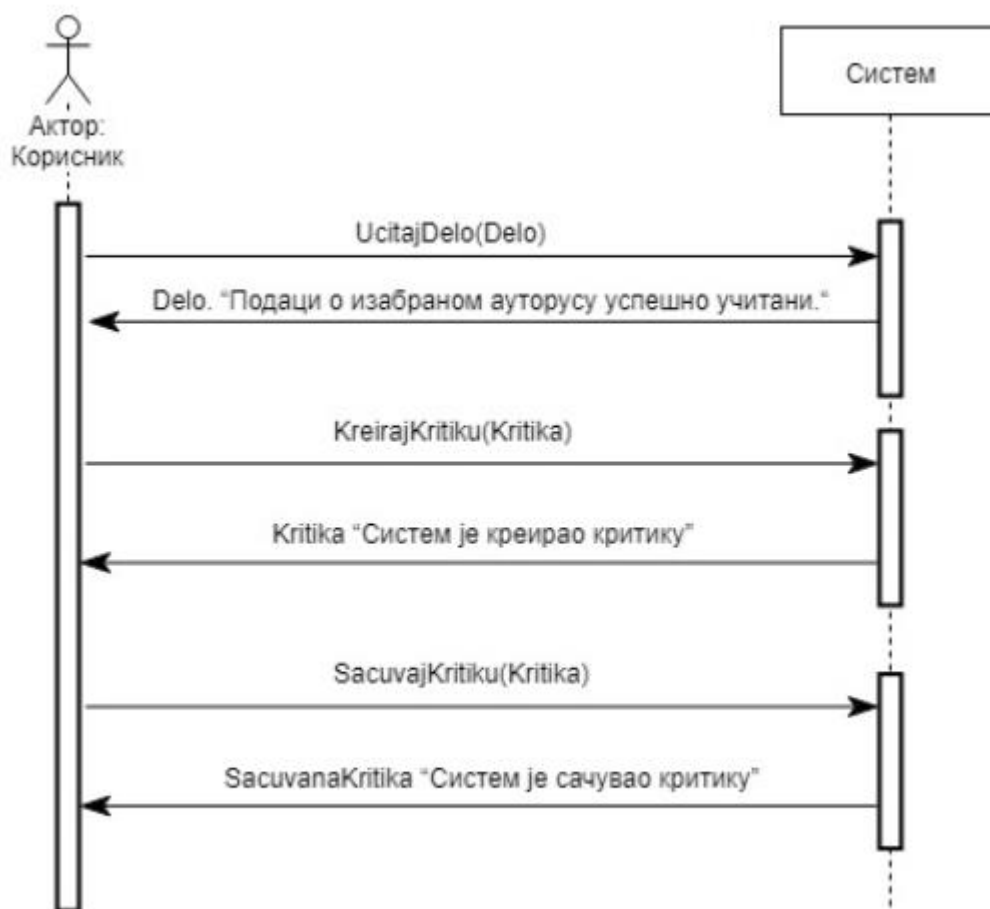 Актор:
Корисник
Систем
UcitajDelo(Delo)
Delo. “Подаци о изабраном ауторусу успешно учитани.“
KreirajKritiku(Kritika)
Kritika “Систем је креирао критику”
SacuvajKritiku(Kritika)
SacuvanaKritika “Систем је сачувао критику”